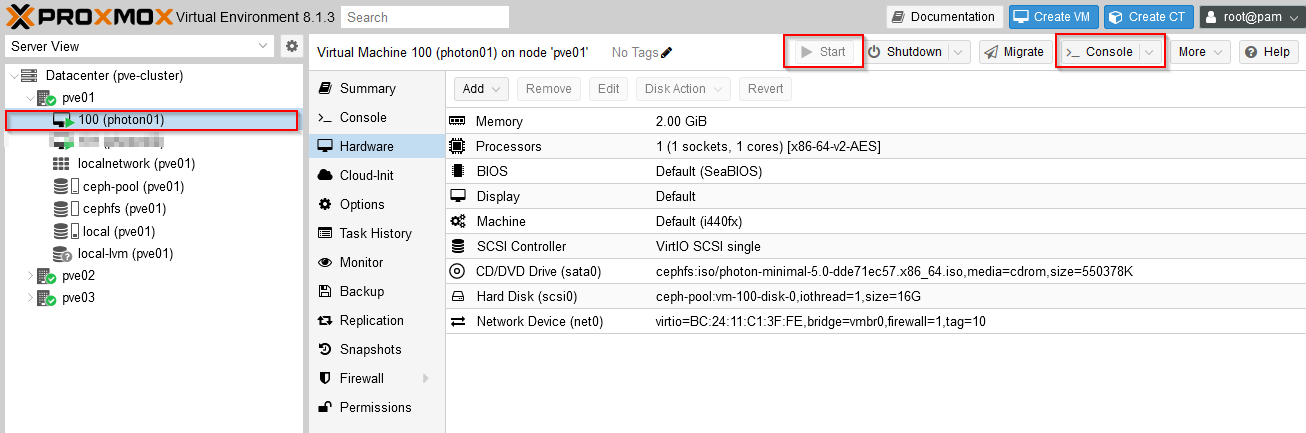 PROXMOX Virtual Environment 8.1.3 Search Documentation Create VM Create CT root@pam
Server View
Virtual Machine 100 (photon01) on node 'pve01' No Tags Start Shutdown Migrate >_ Console More Help
Datacenter (pve-cluster)
pve01
100 (photon01)
localnetwork (pve01)
ceph-pool (pve01)
cephfs (pve01)
local (pve01)
local-lvm (pve01)
pve02
pve03
Summary
>_ Console
Hardware
Cloud-Init
Options
Task History
Monitor
Backup
Replication
Snapshots
Firewall
Permissions
Add Remove Edit Disk Action Revert
Memory 2.00 GiB
Processors 1 (1 sockets, 1 cores) [x86-64-v2-AES]
BIOS Default (SeaBIOS)
Display Default
Machine Default (i440fx)
SCSI Controller VirtIO SCSI single
CD/DVD Drive (sata0) cephfs:iso/photon-minimal-5.0-dde71ec57.x86_64.iso,media=cdrom,size=550378K
Hard Disk (scsi0) ceph-pool:vm-100-disk-0,iothread=1,size=16G
Network Device (net0) virtio=BC:24:11:C1:3F:FE,bridge=vmbr0,firewall=1,tag=10